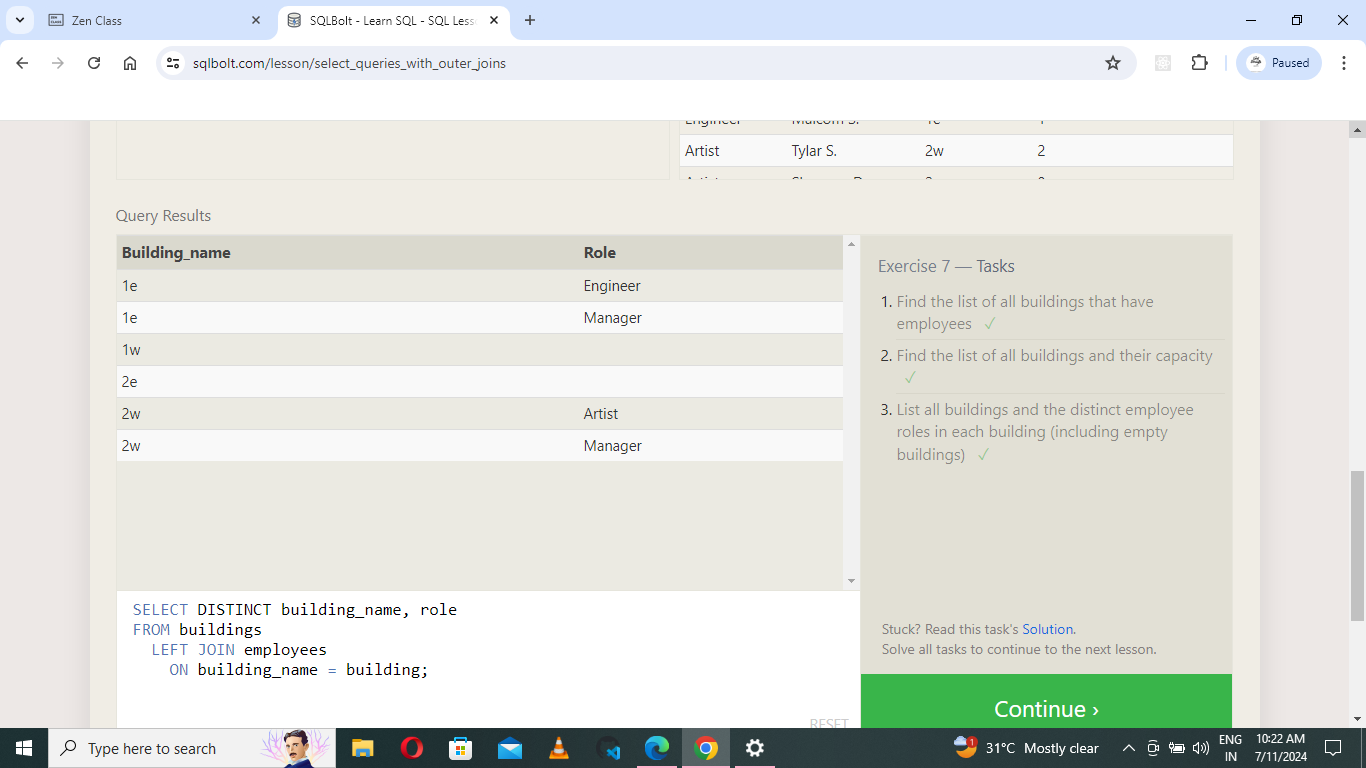 Zen Class
SQLBolt - Learn SQL - SQL Less
sqlbolt.com/lesson/select_queries_with_outer_joins
Paused
Engineer Malcom S. 1e
Artist Tylar S. 2w 2
Query Results
Building_name Role
1e Engineer
1e Manager
1w
2e
2w Artist
2w Manager
Exercise 7 — Tasks
1. Find the list of all buildings that have
employees ✓
2. Find the list of all buildings and their capacity
✓
3. List all buildings and the distinct employee
roles in each building (including empty
buildings) ✓
SELECT DISTINCT building_name, role
FROM buildings
LEFT JOIN employees
ON building_name = building;
RESET
Stuck? Read this task's Solution.
Solve all tasks to continue to the next lesson.
Continue ›
Type here to search
1
31°C Mostly clear
ENG
IN
10:22 AM
7/11/2024